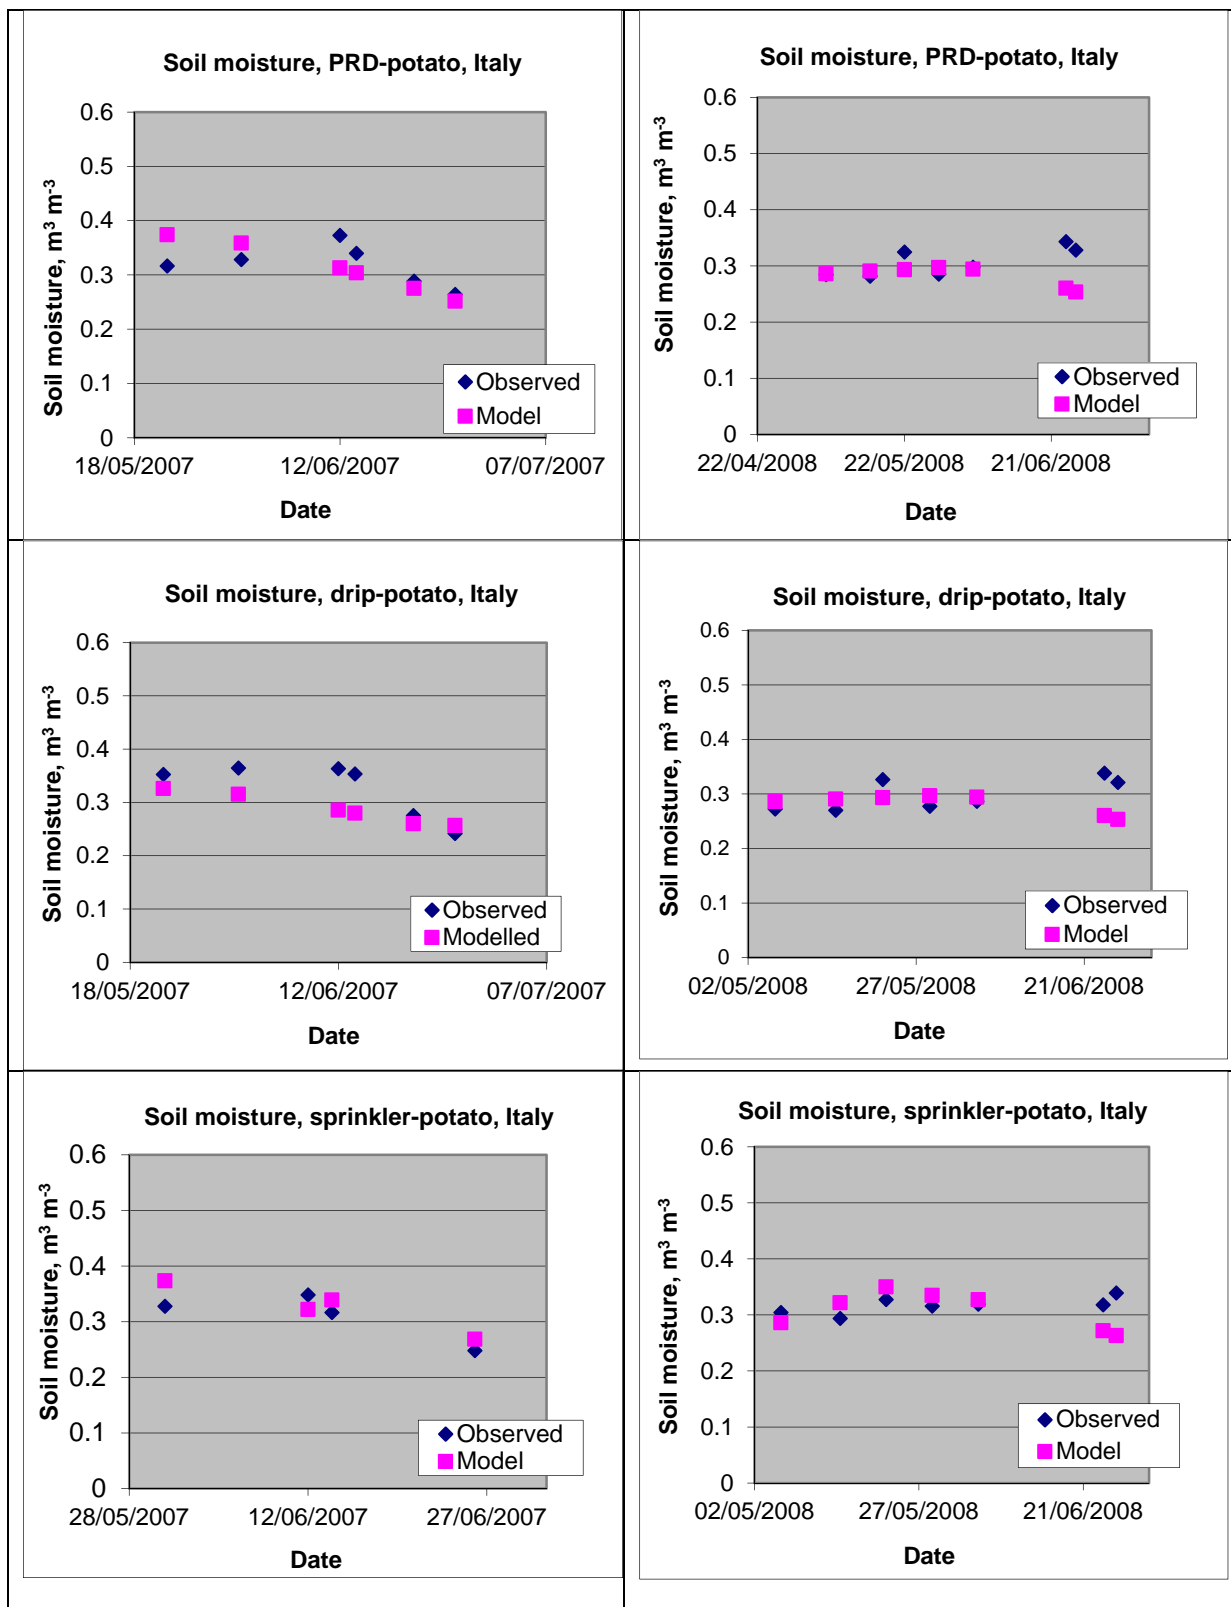 Soil moisture, PRD-potato, Italy
Soil moisture, m³ m⁻³
0.6
0.5
0.4
0.3
0.2
0.1
0
Observed
Model
18/05/2007 12/06/2007 07/07/2007
Date
Soil moisture, PRD-potato, Italy
Soil moisture, m³ m⁻³
0.6
0.5
0.4
0.3
0.2
0.1
0
Observed
Model
22/04/2008 22/05/2008 21/06/2008
Date
Soil moisture, drip-potato, Italy
Soil moisture, m³ m⁻³
0.6
0.5
0.4
0.3
0.2
0.1
0
Observed
Modelled
18/05/2007 12/06/2007 07/07/2007
Date
Soil moisture, drip-potato, Italy
Soil moisture, m³ m⁻³
0.6
0.5
0.4
0.3
0.2
0.1
0
Observed
Model
02/05/2008 27/05/2008 21/06/2008
Date
Soil moisture, sprinkler-potato, Italy
Soil moisture, m³ m⁻³
0.6
0.5
0.4
0.3
0.2
0.1
0
Observed
Model
28/05/2007 12/06/2007 27/06/2007
Date
Soil moisture, sprinkler-potato, Italy
Soil moisture, m³ m⁻³
0.6
0.5
0.4
0.3
0.2
0.1
0
Observed
Model
02/05/2008 27/05/2008 21/06/2008
Date